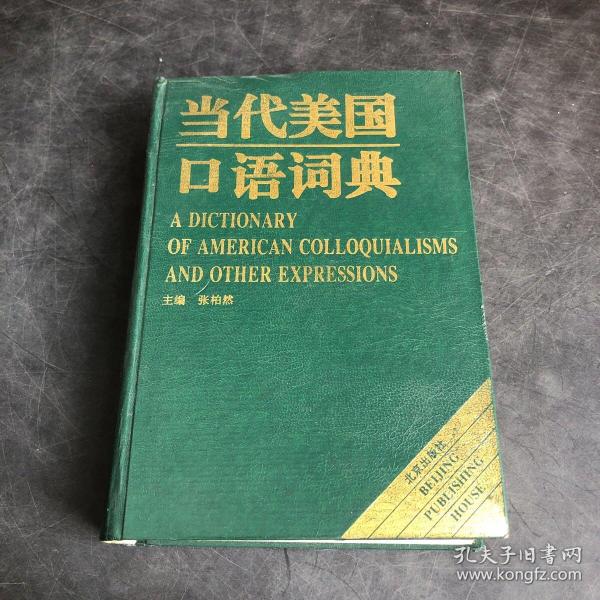 当代美国
口语词典
A DICTIONARY
OF AMERICAN COLLOQUIALISMS
AND OTHER EXPRESSIONS
主编 张柏然
北京出版社
BEIJING
PUBLISHING
HOUSE
孔夫子旧书网
www.kongfz.com